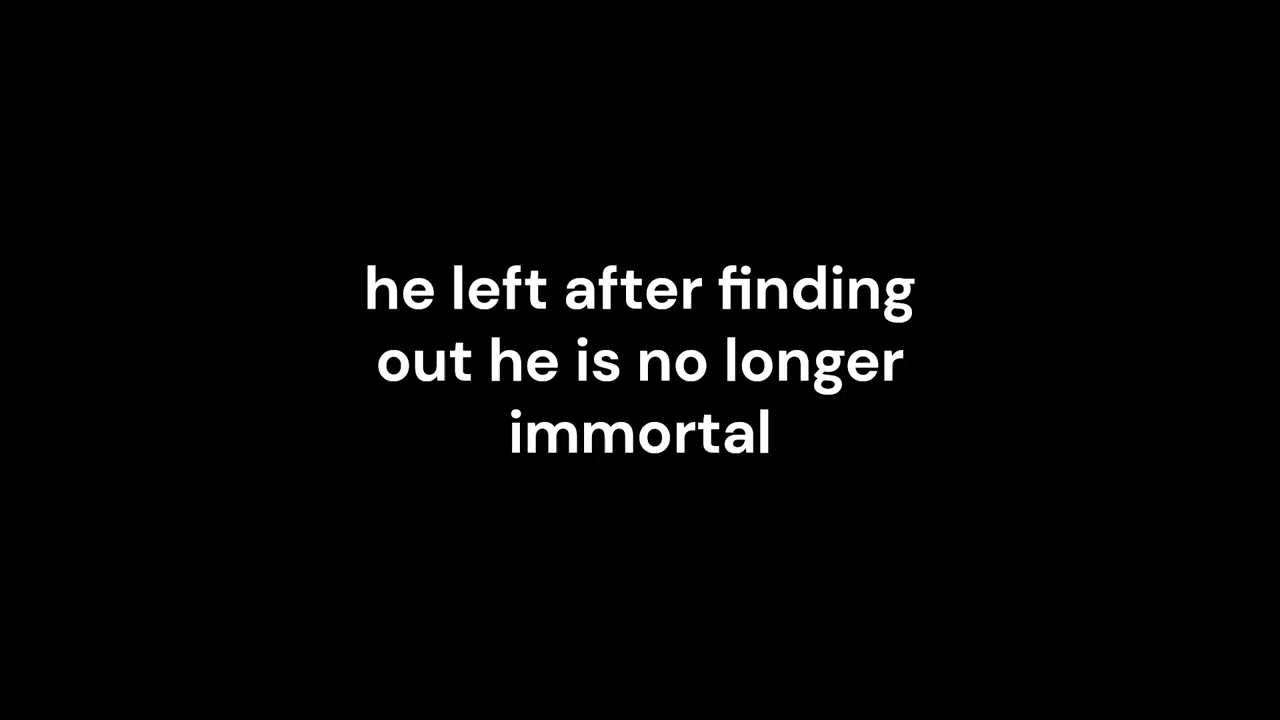 he left after finding
out he is no longer
immortal